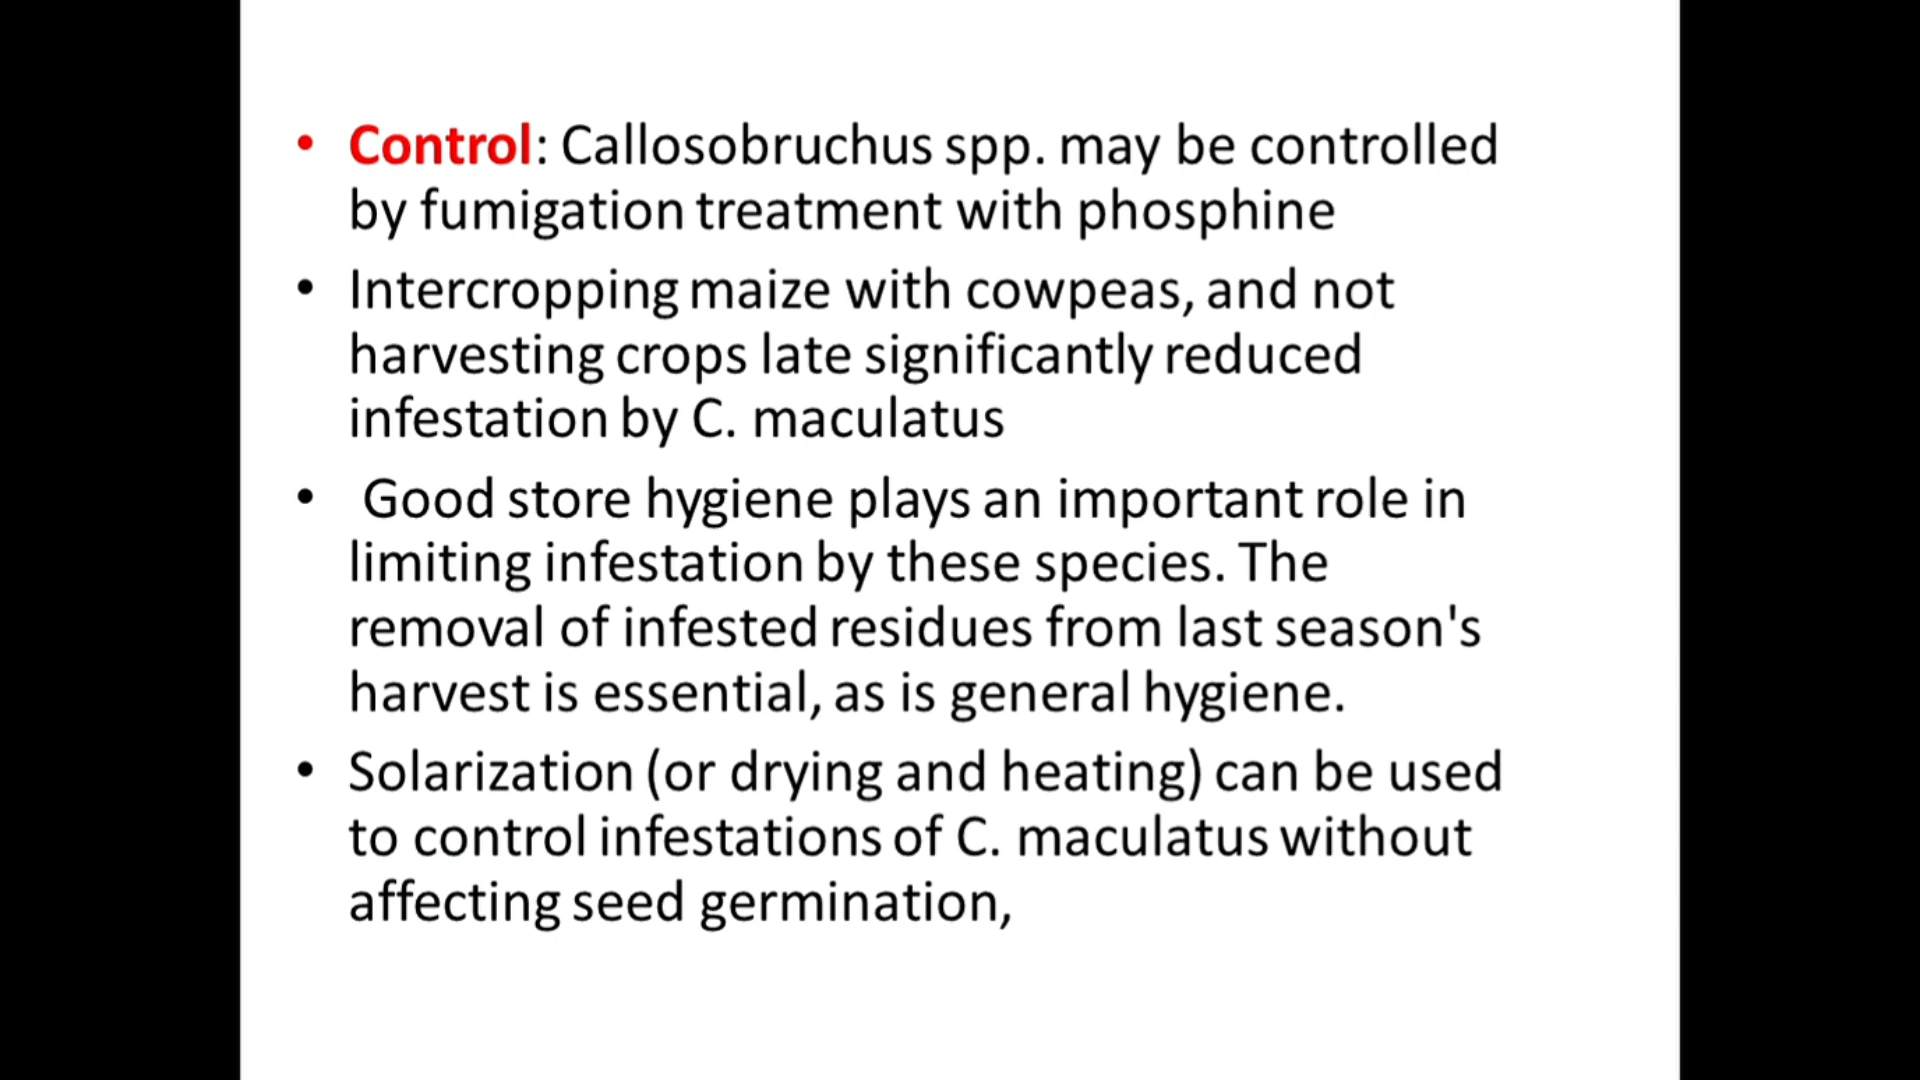 • Control: Callosobruchus spp. may be controlled
by fumigation treatment with phosphine
• Intercropping maize with cowpeas, and not
harvesting crops late significantly reduced
infestation by C. maculatus
• Good store hygiene plays an important role in
limiting infestation by these species. The
removal of infested residues from last season's
harvest is essential, as is general hygiene.
• Solarization (or drying and heating) can be used
to control infestations of C. maculatus without
affecting seed germination,